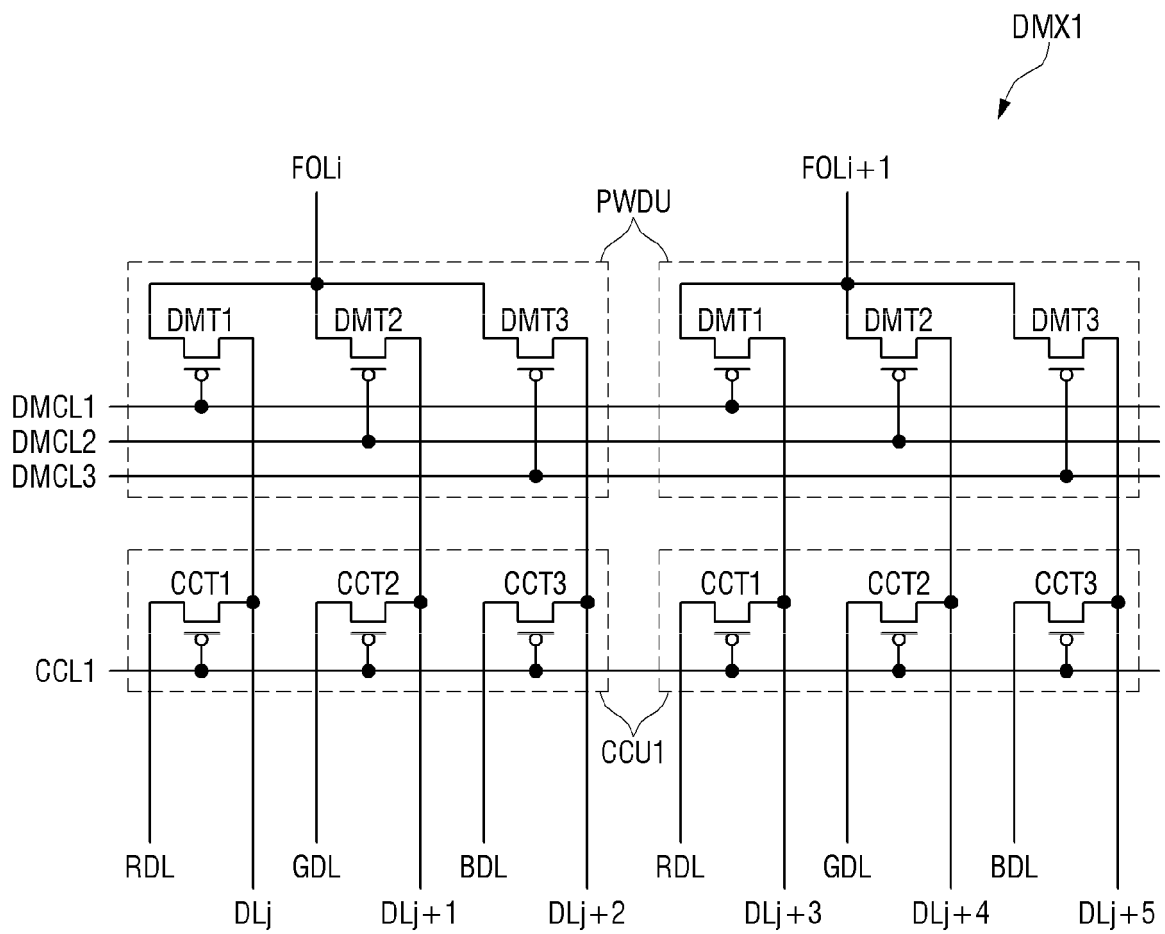 DMX1
FOLi FOLi+1
PWDU
DMT1 DMT2 DMT3 DMT1 DMT2 DMT3
DMCL1
DMCL2
DMCL3
CCT1 CCT2 CCT3 CCT1 CCT2 CCT3
CCL1
CCU1
RDL GDL BDL RDL GDL BDL
DLj DLj+1 DLj+2 DLj+3 DLj+4 DLj+5